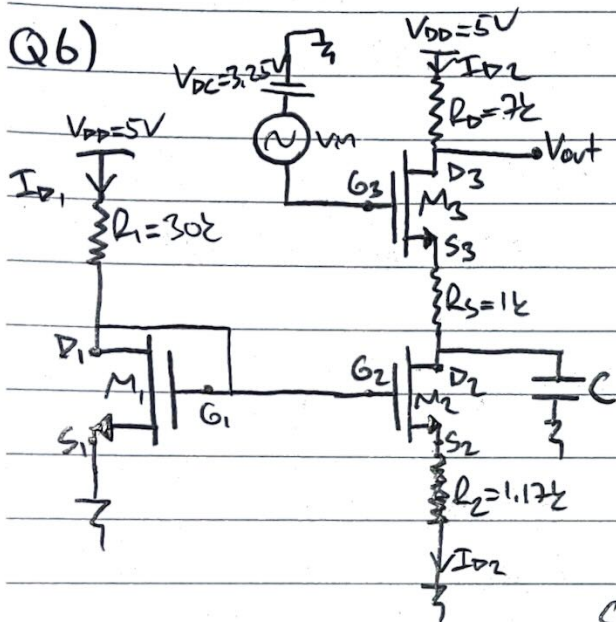 Q6)
VDD=5V
ID2
VDC=3.25V
RD=7k
VDD=5V
Vin
Vout
ID1
G3
D3
M3
R1=30k
S3
RS=1k
D1
G2
D2
M1
M2
C
G1
S1
S2
R2=1.17k
ID2